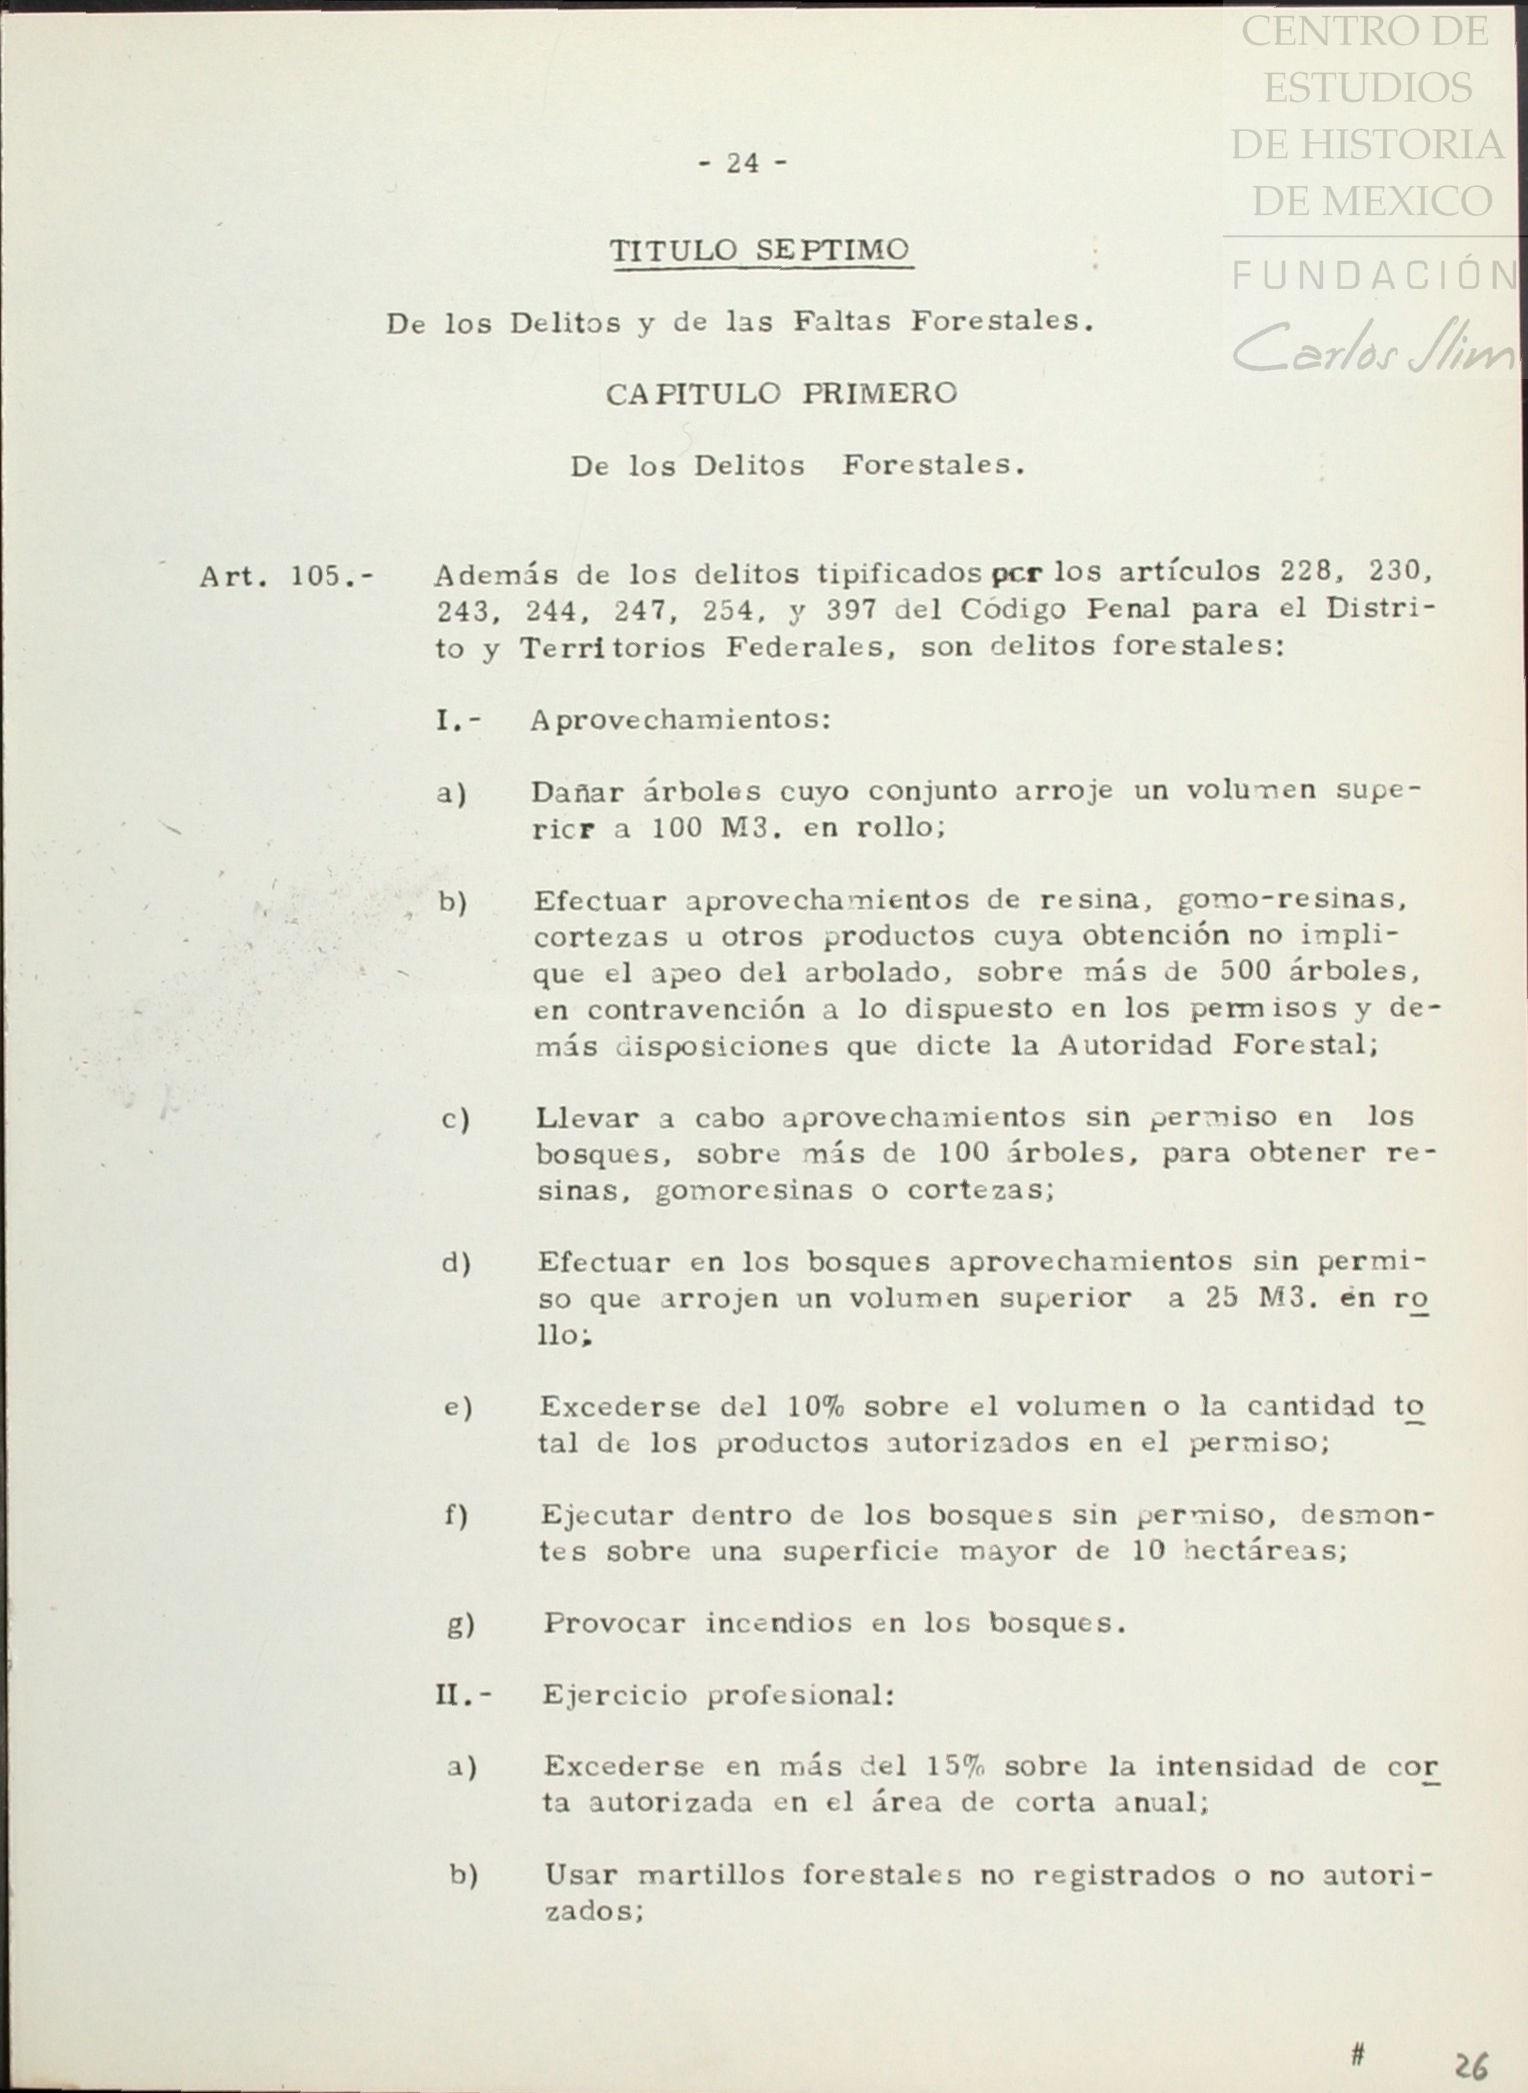 CENTRO DE
ESTUDIOS
DE HISTORIA
DE MEXICO
FUNDACIÓN
Carlos Slim
- 24 -
TITULO SEPTIMO
De los Delitos y de las Faltas Forestales.
CAPITULO PRIMERO
De los Delitos Forestales.
Art. 105.- Además de los delitos tipificados por los artículos 228, 230,
243, 244, 247, 254, y 397 del Código Penal para el Distri-
to y Territorios Federales, son delitos forestales:
I.- Aprovechamientos:
a) Dañar árboles cuyo conjunto arroje un volumen supe-
rior a 100 M3. en rollo;
b) Efectuar aprovechamientos de resina, gomo-resinas,
cortezas u otros productos cuya obtención no impli-
que el apeo del arbolado, sobre más de 500 árboles,
en contravención a lo dispuesto en los permisos y de-
más disposiciones que dicte la Autoridad Forestal;
c) Llevar a cabo aprovechamientos sin permiso en los
bosques, sobre más de 100 árboles, para obtener re-
sinas, gomoresinas o cortezas;
d) Efectuar en los bosques aprovechamientos sin permi-
so que arrojen un volumen superior a 25 M3. en ro
llo;
e) Excederse del 10% sobre el volumen o la cantidad to
tal de los productos autorizados en el permiso;
f) Ejecutar dentro de los bosques sin permiso, desmon-
tes sobre una superficie mayor de 10 hectáreas;
g) Provocar incendios en los bosques.
II.- Ejercicio profesional:
a) Excederse en más del 15% sobre la intensidad de cor
ta autorizada en el área de corta anual;
b) Usar martillos forestales no registrados o no autori-
zados;
#
26